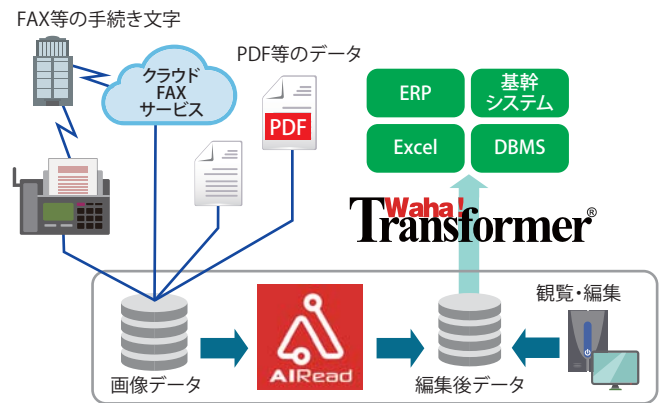 FAX等の手続き文字
PDF等のデータ
クラウド
FAX
サービス
PDF
ERP
基幹
システム
Excel
DBMS
Waha!
Transformer®
観覧・編集
AIRead
画像データ
編集後データ